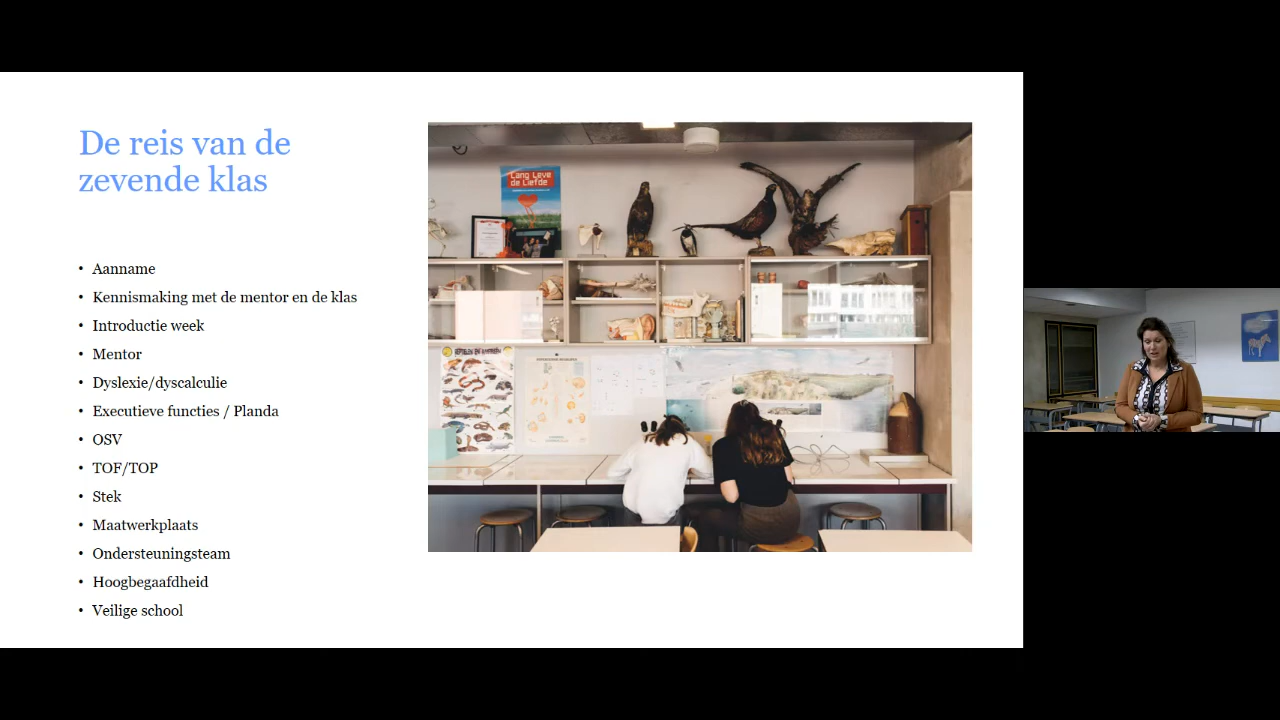 De reis van de
zevende klas
• Aanname
• Kennismaking met de mentor en de klas
• Introductie week
• Mentor
• Dyslexie/dyscalculie
• Executieve functies / Planda
• OSV
• TOF/TOP
• Stek
• Maatwerkplaats
• Ondersteuningsteam
• Hoogbegaafdheid
• Veilige school
Lang Leve
de Liefde